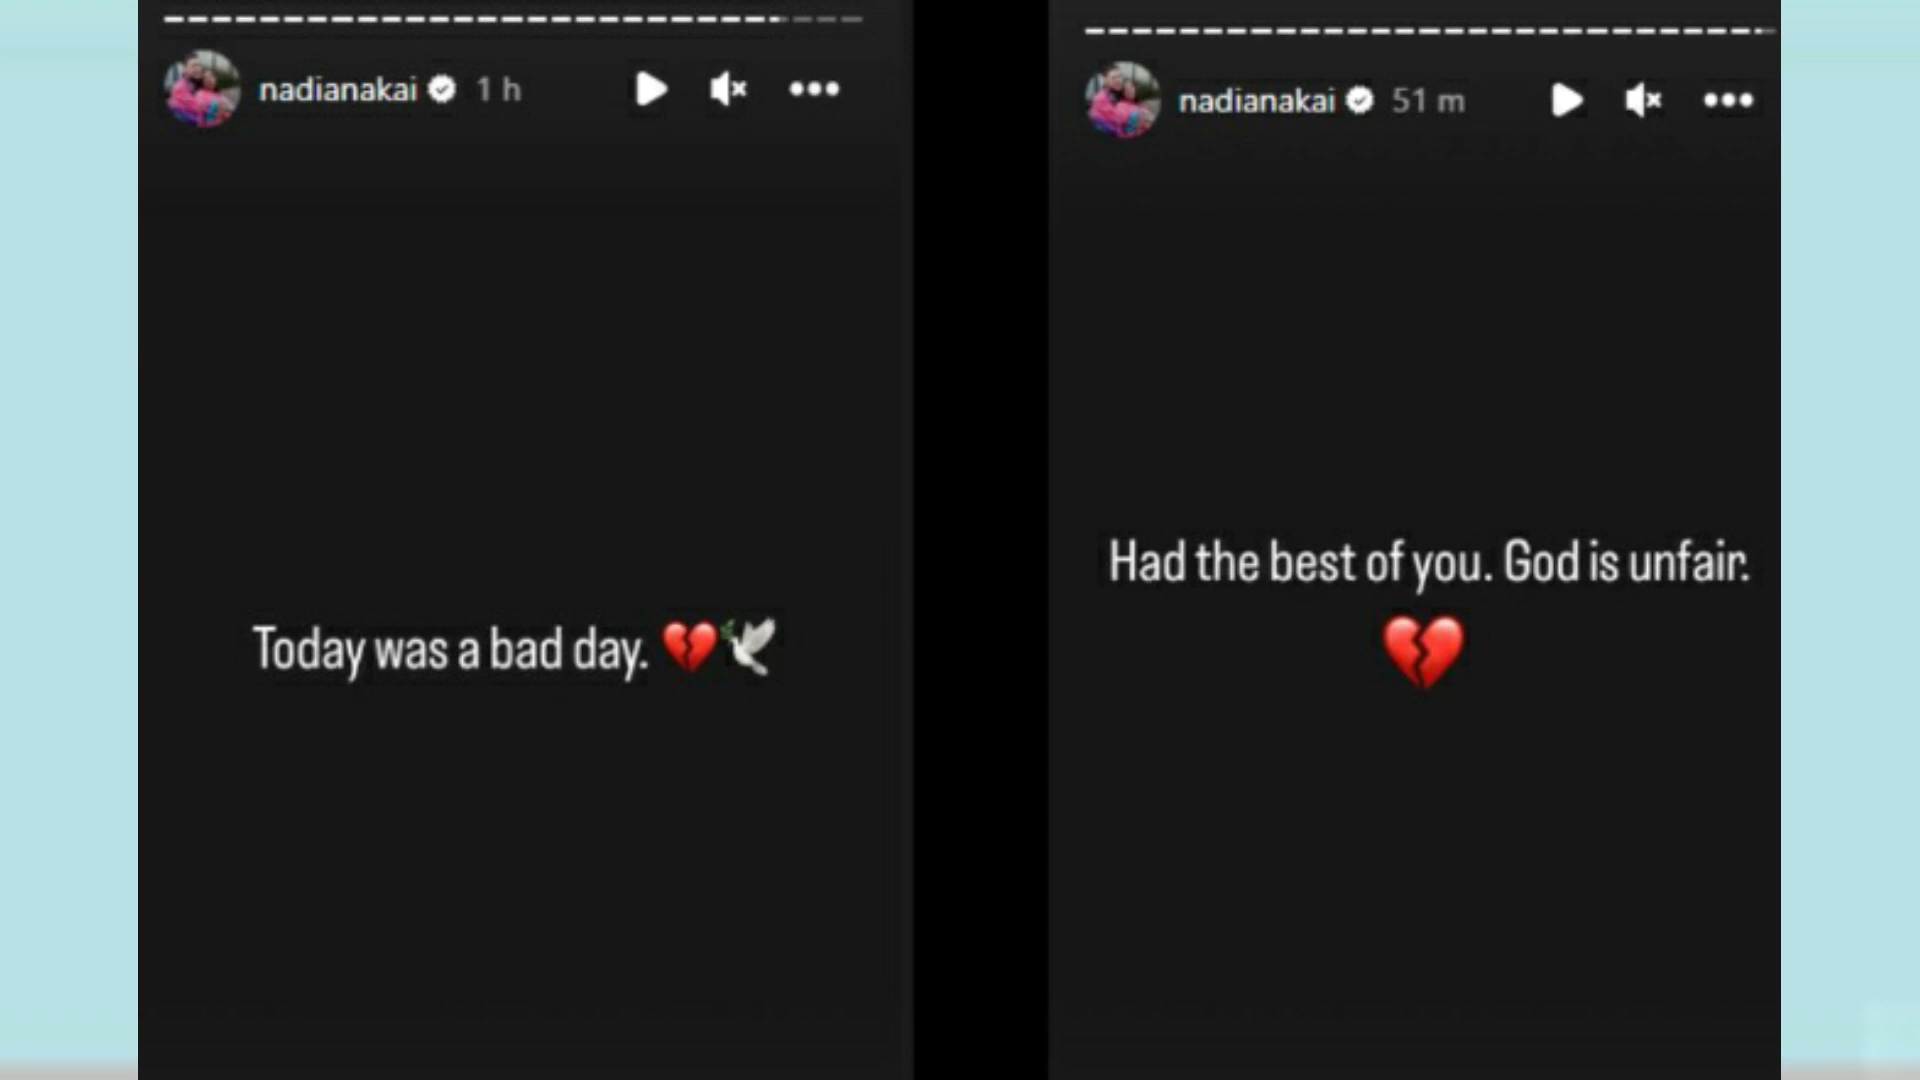 nadianakai 1 h
Today was a bad day. 💔🕊️
nadianakai 51 m
Had the best of you. God is unfair.
💔